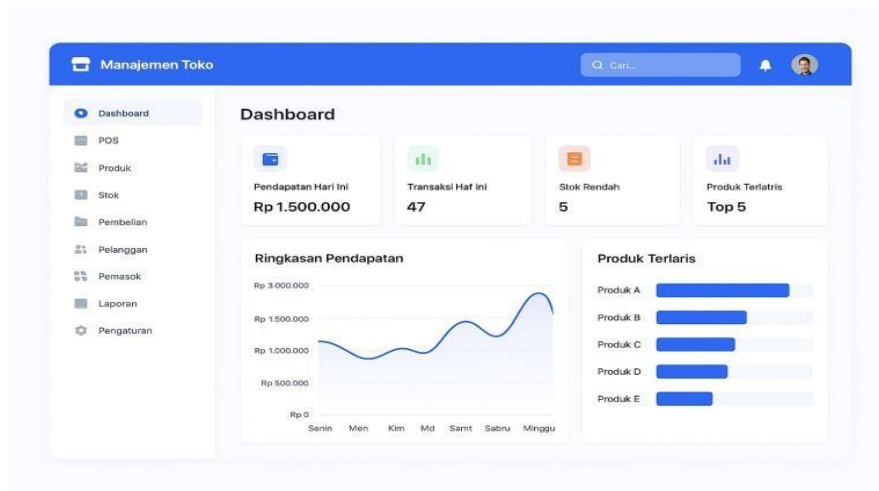 Manajemen Toko
Cari...
Dashboard
POS
Produk
Stok
Pembelian
Pelanggan
Pemasok
Laporan
Pengaturan
Dashboard
Pendapatan Hari Ini
Rp 1.500.000
Transaksi Haf ini
47
Stok Rendah
5
Produk Terlatris
Top 5
Ringkasan Pendapatan
Rp 3.000.000
Rp 1.500.000
Rp 1.000.000
Rp 500.000
Rp 0
Senin Men Kim Md Samt Sabru Minggu
Produk Terlaris
Produk A
Produk B
Produk C
Produk D
Produk E